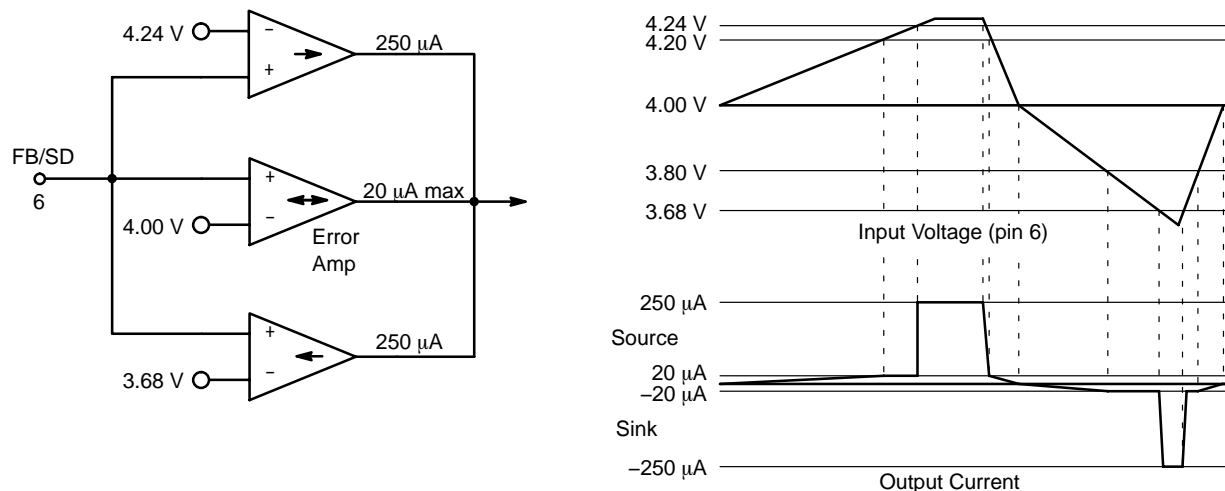 4.24 V
−
+
250 μA
FB/SD
6
+
−
4.00 V
20 μA max
Error
Amp
+
−
3.68 V
250 μA
4.24 V
4.20 V
4.00 V
3.80 V
3.68 V
Input Voltage (pin 6)
250 μA
Source
20 μA
−20 μA
Sink
−250 μA
Output Current